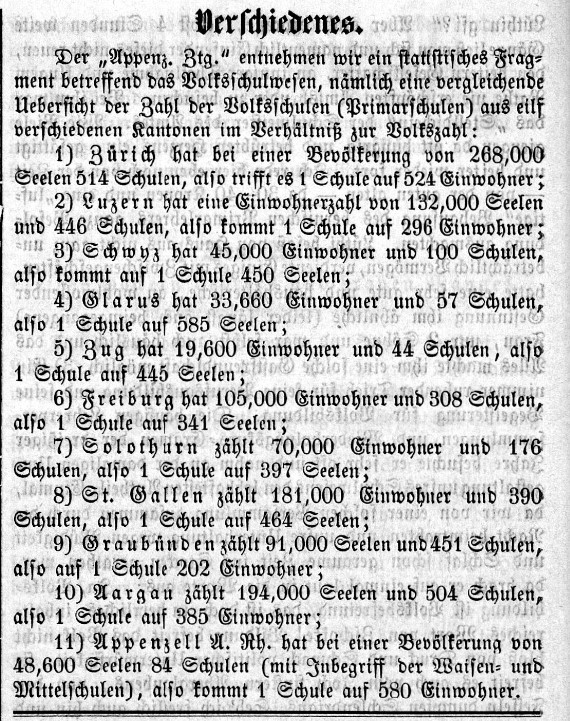 Verschiedenes.
Der „Appenz. Ztg." entnehmen wir ein statistisches Frag-
ment betreffend das Volksschulwesen, nämlich eine vergleichende
Uebersicht der Zahl der Volksschulen (Primarschulen) aus eilf
verschiedenen Kantonen im Verhältniß zur Volkszahl:
1) Zürich hat bei einer Bevölkerung von 268,000
Seelen 514 Schulen, also trifft es 1 Schule auf 524 Einwohner;
2) Luzern hat eine Einwohnerzahl von 132,000 Seelen
und 446 Schulen, also kommt 1 Schule auf 296 Einwohner;
3) Schwyz hat 45,000 Einwohner und 100 Schulen,
also kommt auf 1 Schule 450 Seelen;
4) Glarus hat 33,660 Einwohner und 57 Schulen,
also 1 Schule auf 585 Seelen;
5) Zug hat 19,600 Einwohner und 44 Schulen, also
1 Schule auf 445 Seelen;
6) Freiburg hat 105,000 Einwohner und 308 Schulen,
also 1 Schule auf 341 Seelen;
7) Solothurn zählt 70,000 Einwohner und 176
Schulen, also 1 Schule auf 397 Seelen;
8) St. Gallen zählt 181,000 Einwohner und 390
Schulen, also 1 Schule auf 464 Seelen;
9) Graubünden zählt 91,000 Seelen und 451 Schulen,
also auf 1 Schule 202 Einwohner;
10) Aargau zählt 194,000 Seelen und 504 Schulen,
also 1 Schule auf 385 Einwohner;
11) Appenzell A. Rh. hat bei einer Bevölkerung von
48,600 Seelen 84 Schulen (mit Inbegriff der Waisen- und
Mittelschulen), also kommt 1 Schule auf 580 Einwohner.